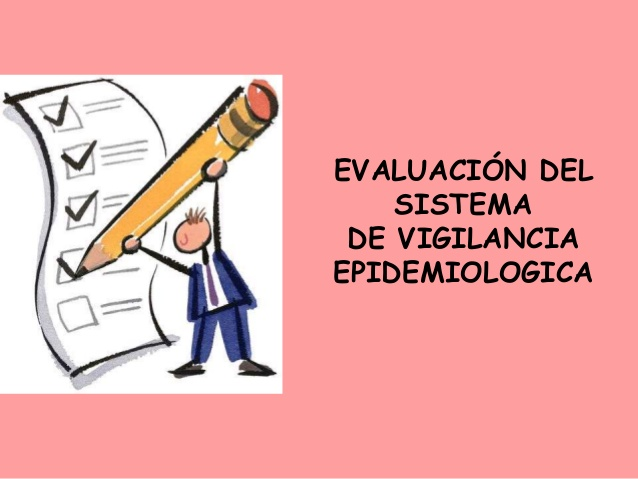 EVALUACIÓN DEL
SISTEMA
DE VIGILANCIA
EPIDEMIOLOGICA